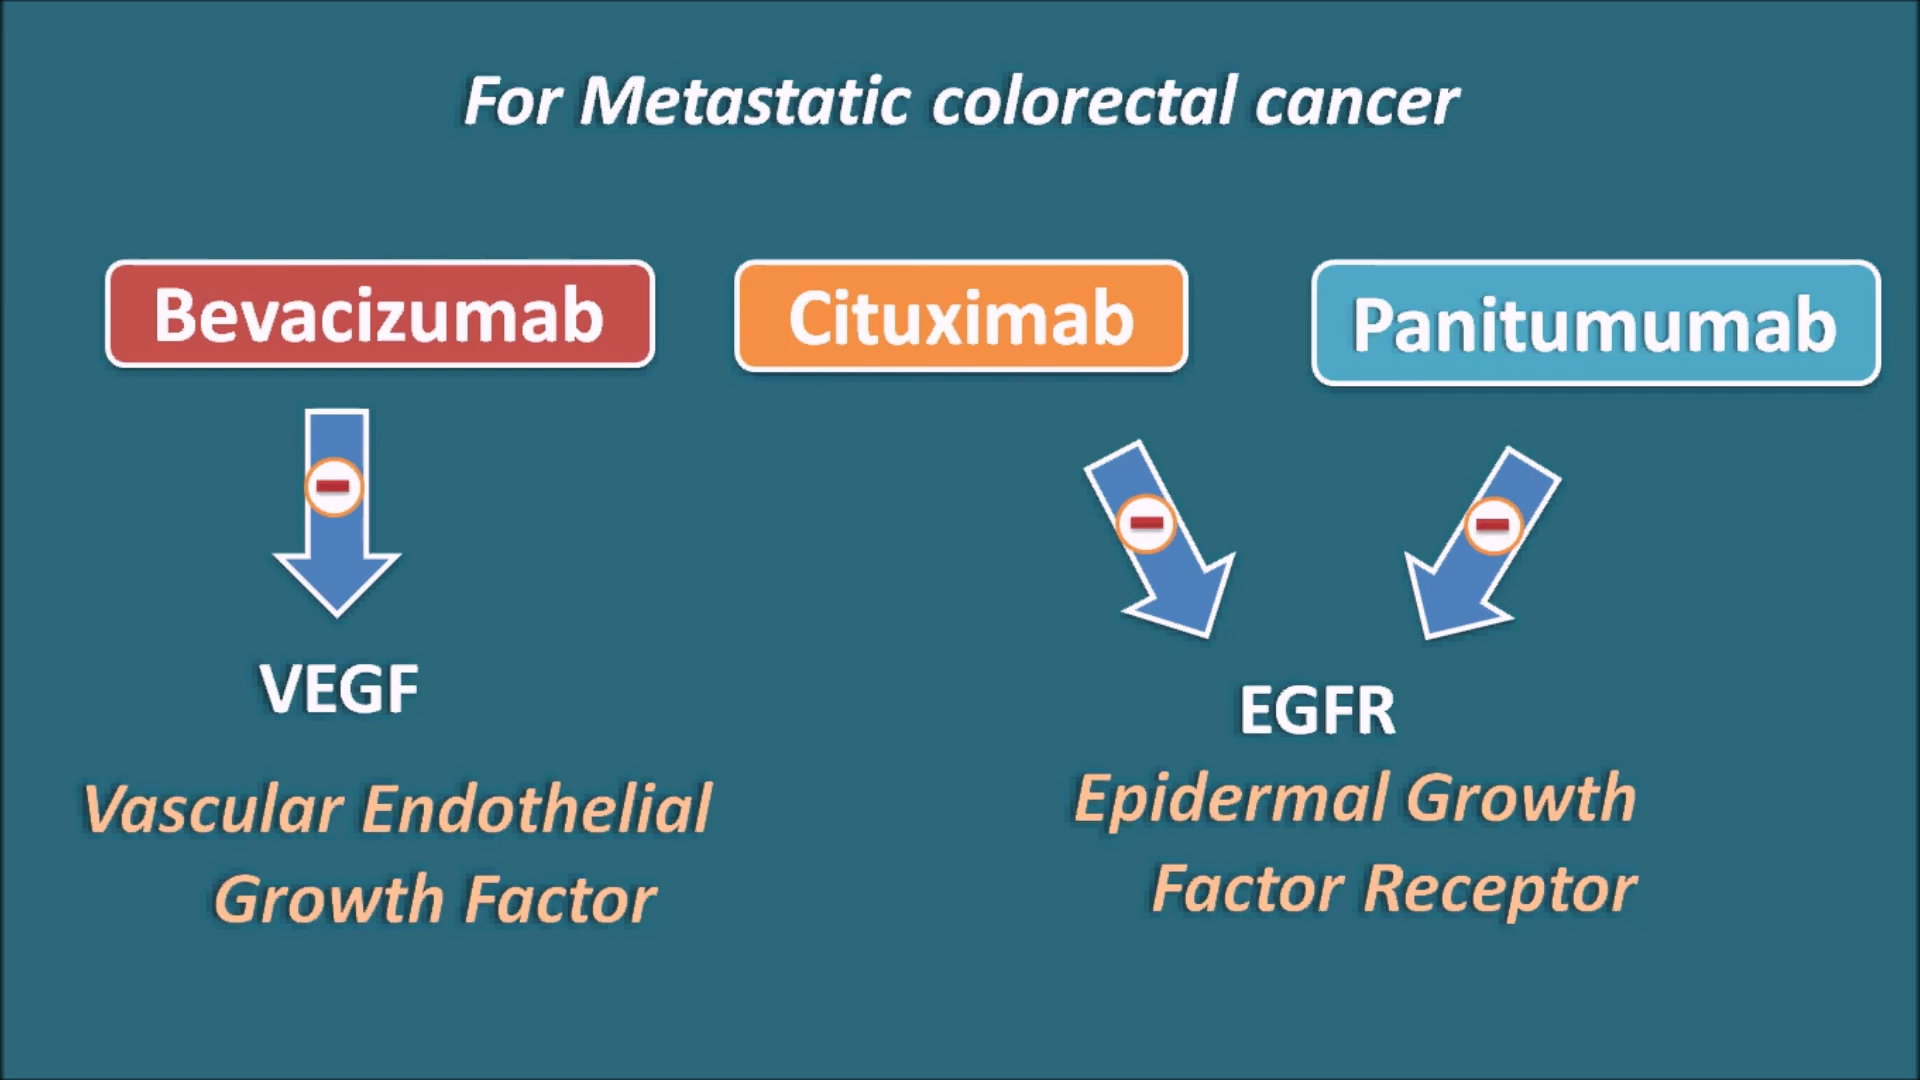 For Metastatic colorectal cancer
Bevacizumab
Cituximab
Panitumumab
VEGF
Vascular Endothelial
Growth Factor
EGFR
Epidermal Growth
Factor Receptor